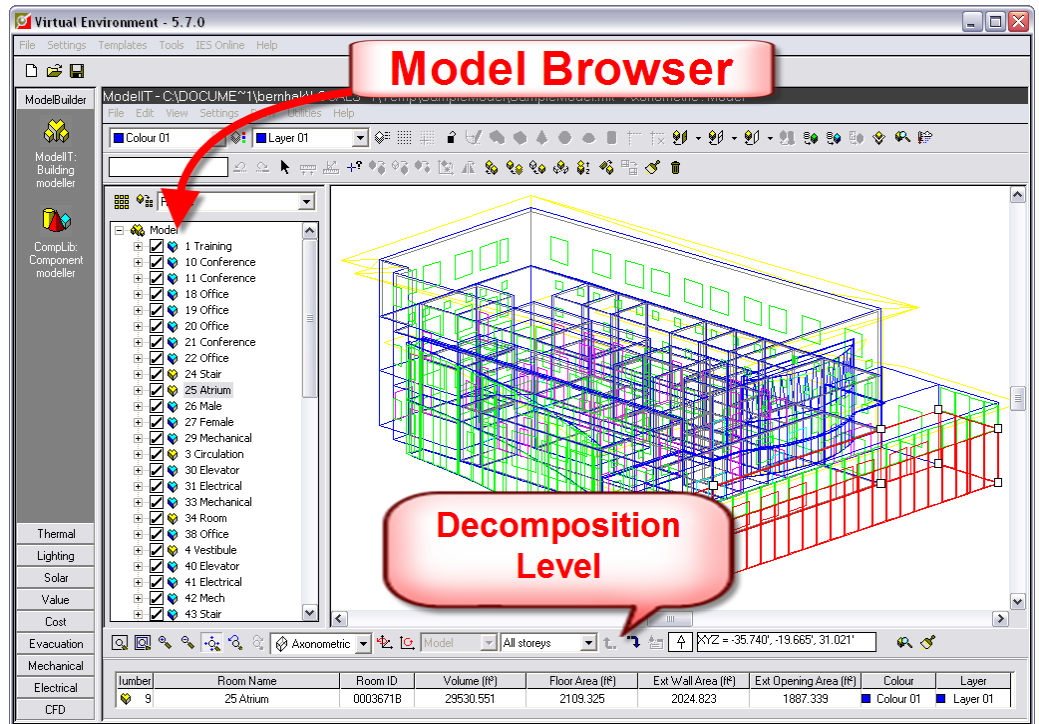 Virtual Environment - 5.7.0
File Settings Templates Tools IES Online Help
Model Browser
ModelBuilder
ModelIT:
Building
modeller
CompLib:
Component
modeller
Thermal
Lighting
Solar
Value
Cost
Evacuation
Mechanical
Electrical
CFD
ModelIT - C:\DOCUME~1\bernhak\
File Edit View Settings Utilities Help
Colour 01 Layer 01
Model
1 Training
10 Conference
11 Conference
18 Office
19 Office
20 Office
21 Conference
22 Office
24 Stair
25 Atrium
26 Male
27 Female
29 Mechanical
3 Circulation
30 Elevator
31 Electrical
33 Mechanical
34 Room
38 Office
4 Vestibule
40 Elevator
41 Electrical
42 Mech
43 Stair
Decomposition
Level
Axonometric Model All storeys XYZ = -35.740', -19.665', 31.021'
lumber Room Name Room ID Volume (ft³) Floor Area (ft²) Ext Wall Area (ft²) Ext Opening Area (ft²) Colour Layer
9 25 Atrium 0003671B 29530.551 2109.325 2024.823 1887.339 Colour 01 Layer 01